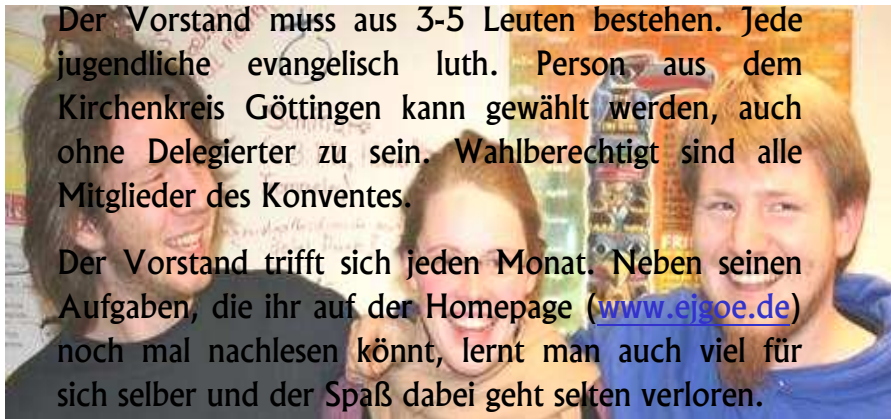 Der Vorstand muss aus 3-5 Leuten bestehen. Jede
jugendliche evangelisch luth. Person aus dem
Kirchenkreis Göttingen kann gewählt werden, auch
ohne Delegierter zu sein. Wahlberechtigt sind alle
Mitglieder des Konventes.
Der Vorstand trifft sich jeden Monat. Neben seinen
Aufgaben, die ihr auf der Homepage (www.ejgoe.de)
noch mal nachlesen könnt, lernt man auch viel für
sich selber und der Spaß dabei geht selten verloren.